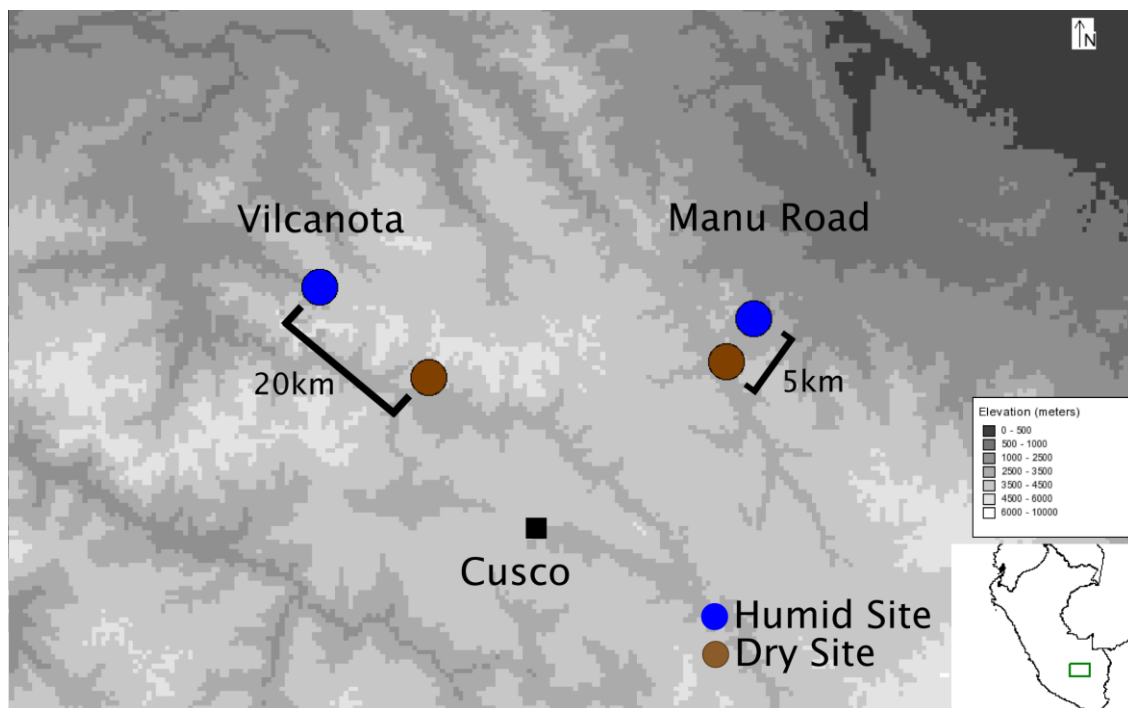 N
Vilcanota
Manu Road
20km
5km
Elevation (meters)
0 - 500
500 - 1000
1000 - 2500
2500 - 3500
3500 - 4500
4500 - 6000
6000 - 10000
Cusco
Humid Site
Dry Site